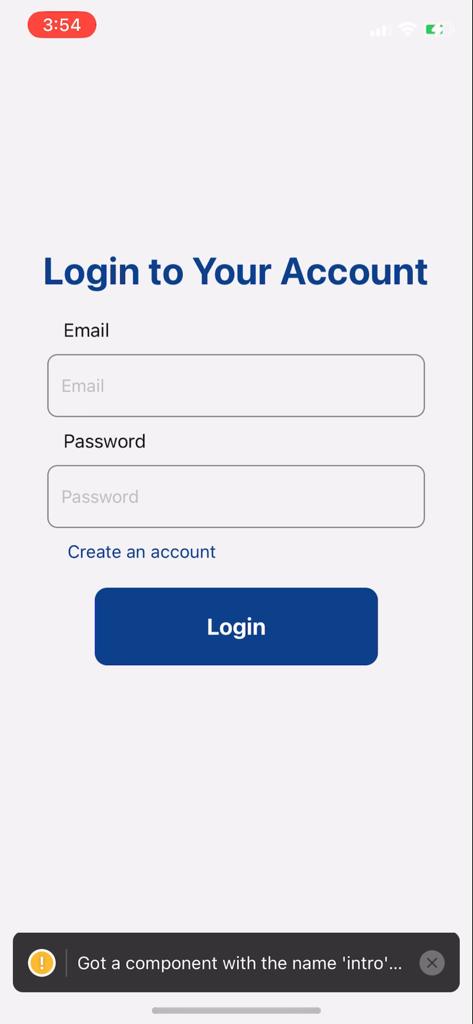 3:54
Login to Your Account
Email
Email
Password
Password
Create an account
Login
! Got a component with the name 'intro'...